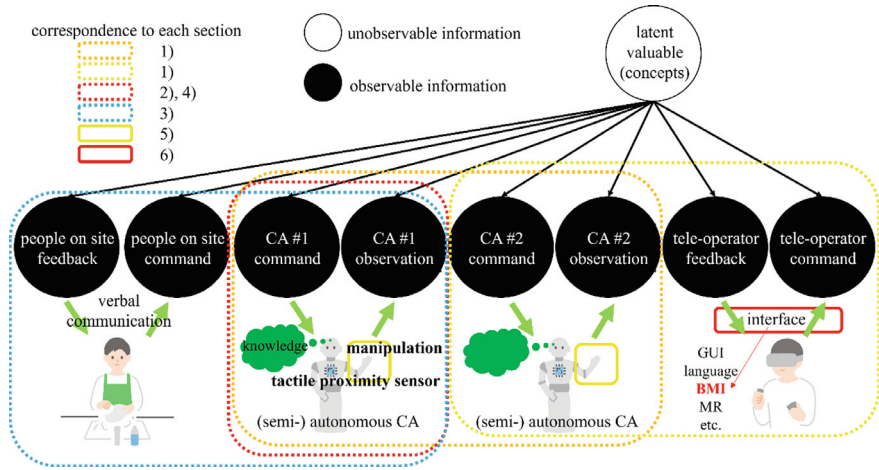 correspondence to each section
1)
1)
2), 4)
3)
5)
6)
unobservable information
observable information
latent
valuable
(concepts)
people on site
feedback
people on site
command
CA #1
command
CA #1
observation
CA #2
command
CA #2
observation
tele-operator
feedback
tele-operator
command
verbal
communication
knowledge
manipulation
tactile proximity sensor
(semi-) autonomous CA
(semi-) autonomous CA
interface
GUI
language
BMI
MR
etc.